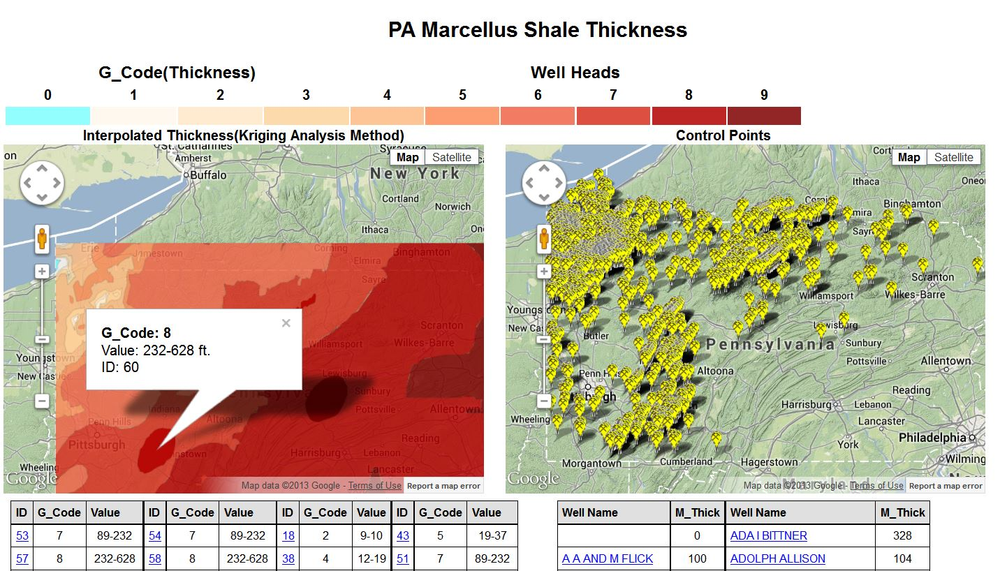 PA Marcellus Shale Thickness
G_Code(Thickness)
Well Heads
0 1 2 3 4 5 6 7 8 9
Interpolated Thickness(Kriging Analysis Method)
Control Points
on
St. Catharines
Syracuse
Map Satellite
Amherst
Buffalo
New York
Cortland
Norwich
Ithaca
On
Erie
Jamestown
Corning
Binghamton
Elmira
Sayre
G_Code: 8 ×
Value: 232-628 ft.
ID: 60
Scranton
Williamsport
Wilkes-Barre
Youngstown
New Castle
Lewisburg
Sunbury
Indiana
Pottsville
Allentown
Penn Hills
Altoona
Pittsburgh
Reading
Harrisburg
Lebanon
Wheeling
Lancaster
Google
Map data ©2013 Google - Terms of Use
Report a map error
Map Satellite
Ithaca
Oneo
Binghamton
mira
Sayr
Scranton
Williamsport
Wilkes-Barre
New Cas
Butler
Lewisburg
Pennsylvania
Sunbury
Pottsville
Allentown
Altoona
Penn Hills
burgh
Reading
Harrisburg
Lebanon
Wheeling
Lancaster
York
Philadelphia
Morgantown
Cumberland
Hagerstown
Wilming
Google
Maryland
Map data ©2013 Google - Terms of Use
Report a map error
ID G_Code Value ID G_Code Value ID G_Code Value ID G_Code Value
53 7 89-232 54 7 89-232 18 2 9-10 43 5 19-37
57 8 232-628 58 8 232-628 38 4 12-19 51 7 89-232
Well Name M_Thick Well Name M_Thick
0 ADA I BITTNER 328
A A AND M FLICK 100 ADOLPH ALLISON 104